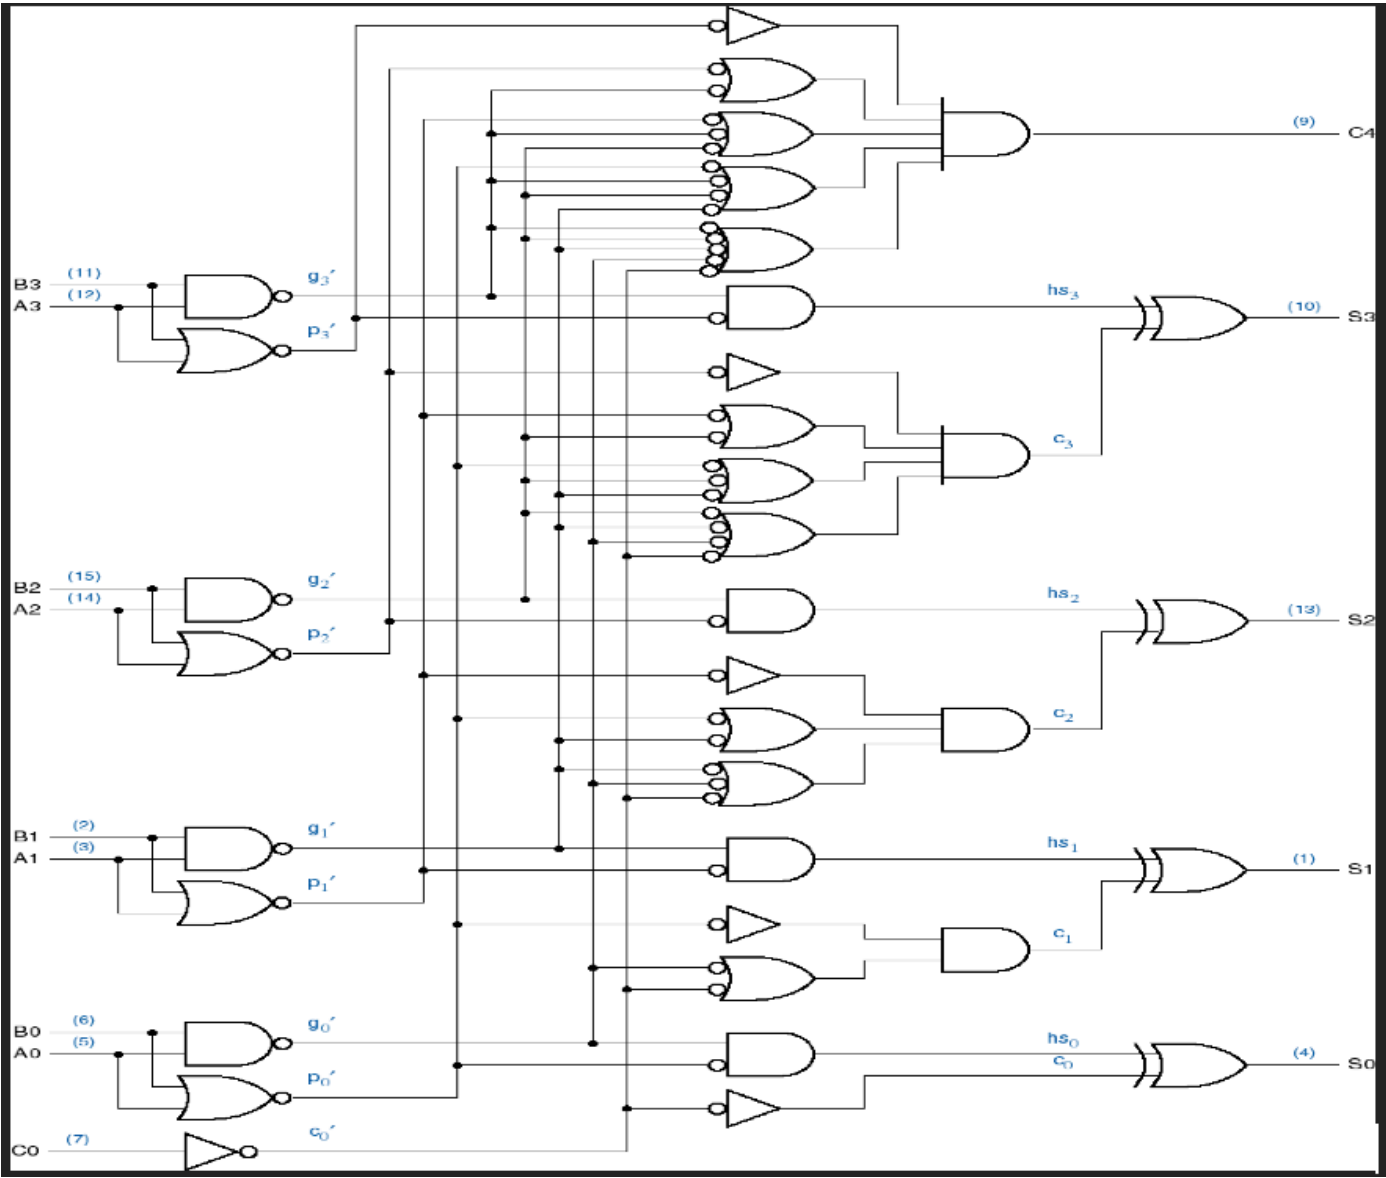 (9) C4
B3 (11) g3′ hs3
A3 (12) p3′ (10) S3
c3
B2 (15) g2′ hs2
A2 (14) p2′ (13) S2
c2
B1 (2) g1′ hs1
A1 (3) p1′ (1) S1
c1
B0 (6) g0′ hs0
A0 (5) p0′ c0 (4) S0
C0 (7) c0′